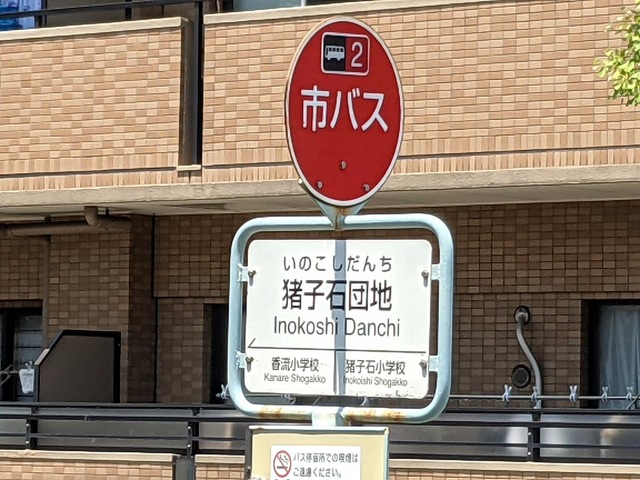 2
市バス
いのこしだんち
猪子石団地
Inokoshi Danchi
香流小学校 猪子石小学校
Kanare Shogakko Inokoishi Shogakko
バス停留所での喫煙は
ご遠慮ください。